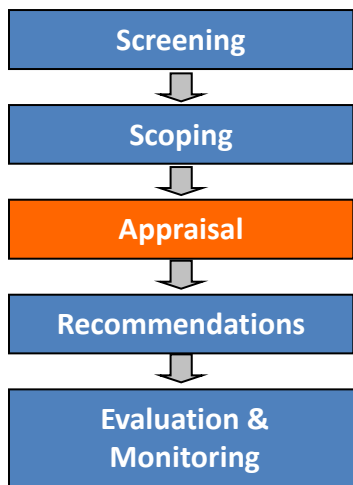 Screening
Scoping
Appraisal
Recommendations
Evaluation &
Monitoring